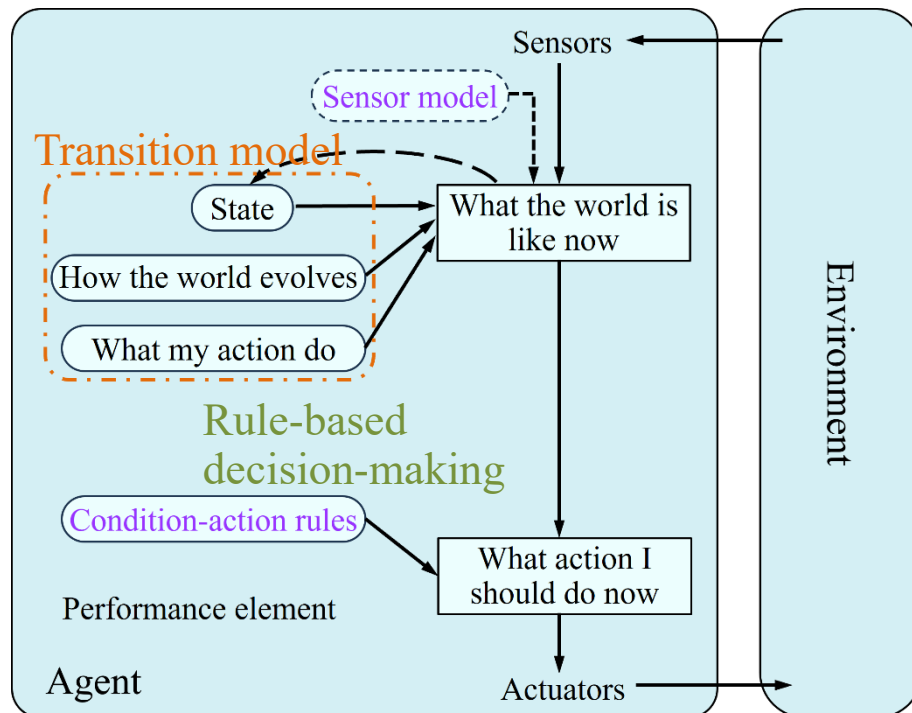 Sensors
Sensor model
Transition model
State
What the world is
like now
How the world evolves
What my action do
Environment
Rule-based
decision-making
Condition-action rules
What action I
should do now
Performance element
Agent
Actuators